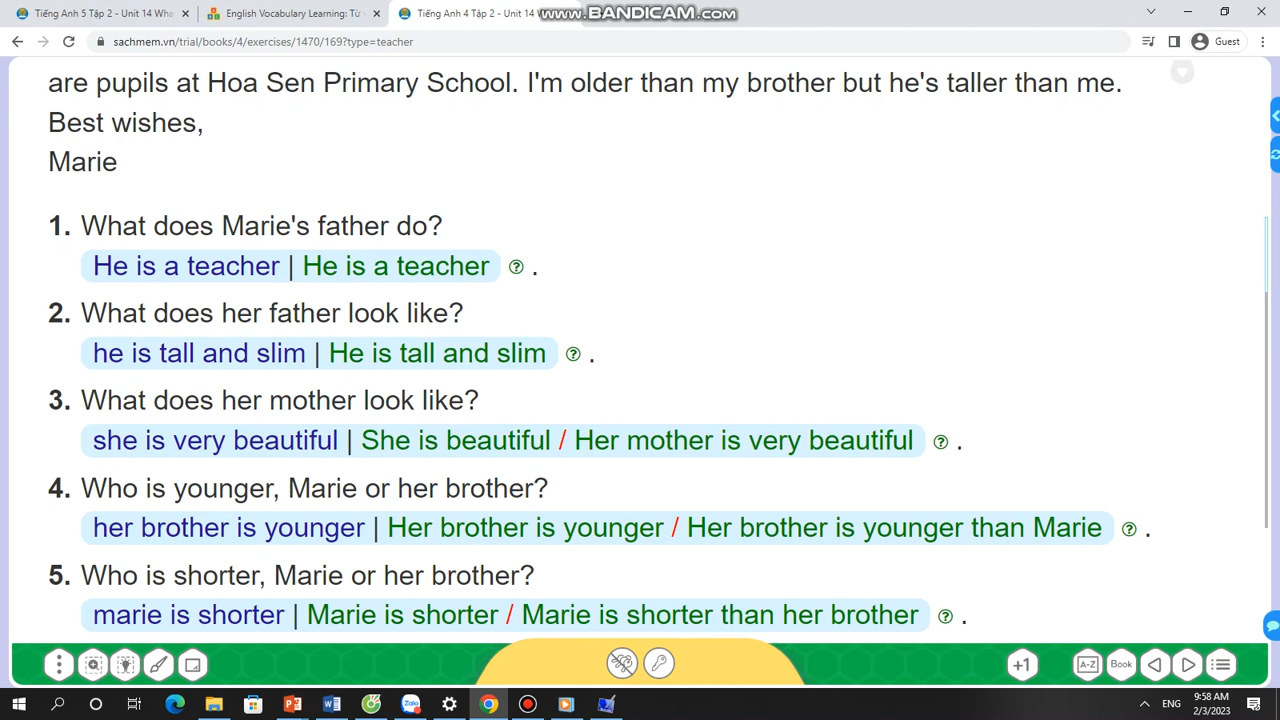 Tiếng Anh 5 Tập 2 - Unit 14 Wha
English Vocabulary Learning: Từ
Tiếng Anh 4 Tập 2 - Unit 14 W
www.BANDICAM.com
sachmem.vn/trial/books/4/exercises/1470/169?type=teacher
Guest
are pupils at Hoa Sen Primary School. I'm older than my brother but he's taller than me.
Best wishes,
Marie
1. What does Marie's father do?
He is a teacher | He is a teacher ? .
2. What does her father look like?
he is tall and slim | He is tall and slim ? .
3. What does her mother look like?
she is very beautiful | She is beautiful / Her mother is very beautiful ? .
4. Who is younger, Marie or her brother?
her brother is younger | Her brother is younger / Her brother is younger than Marie ? .
5. Who is shorter, Marie or her brother?
marie is shorter | Marie is shorter / Marie is shorter than her brother ? .
+1
A-Z
Book
Zalo
ENG
9:58 AM
2/3/2023